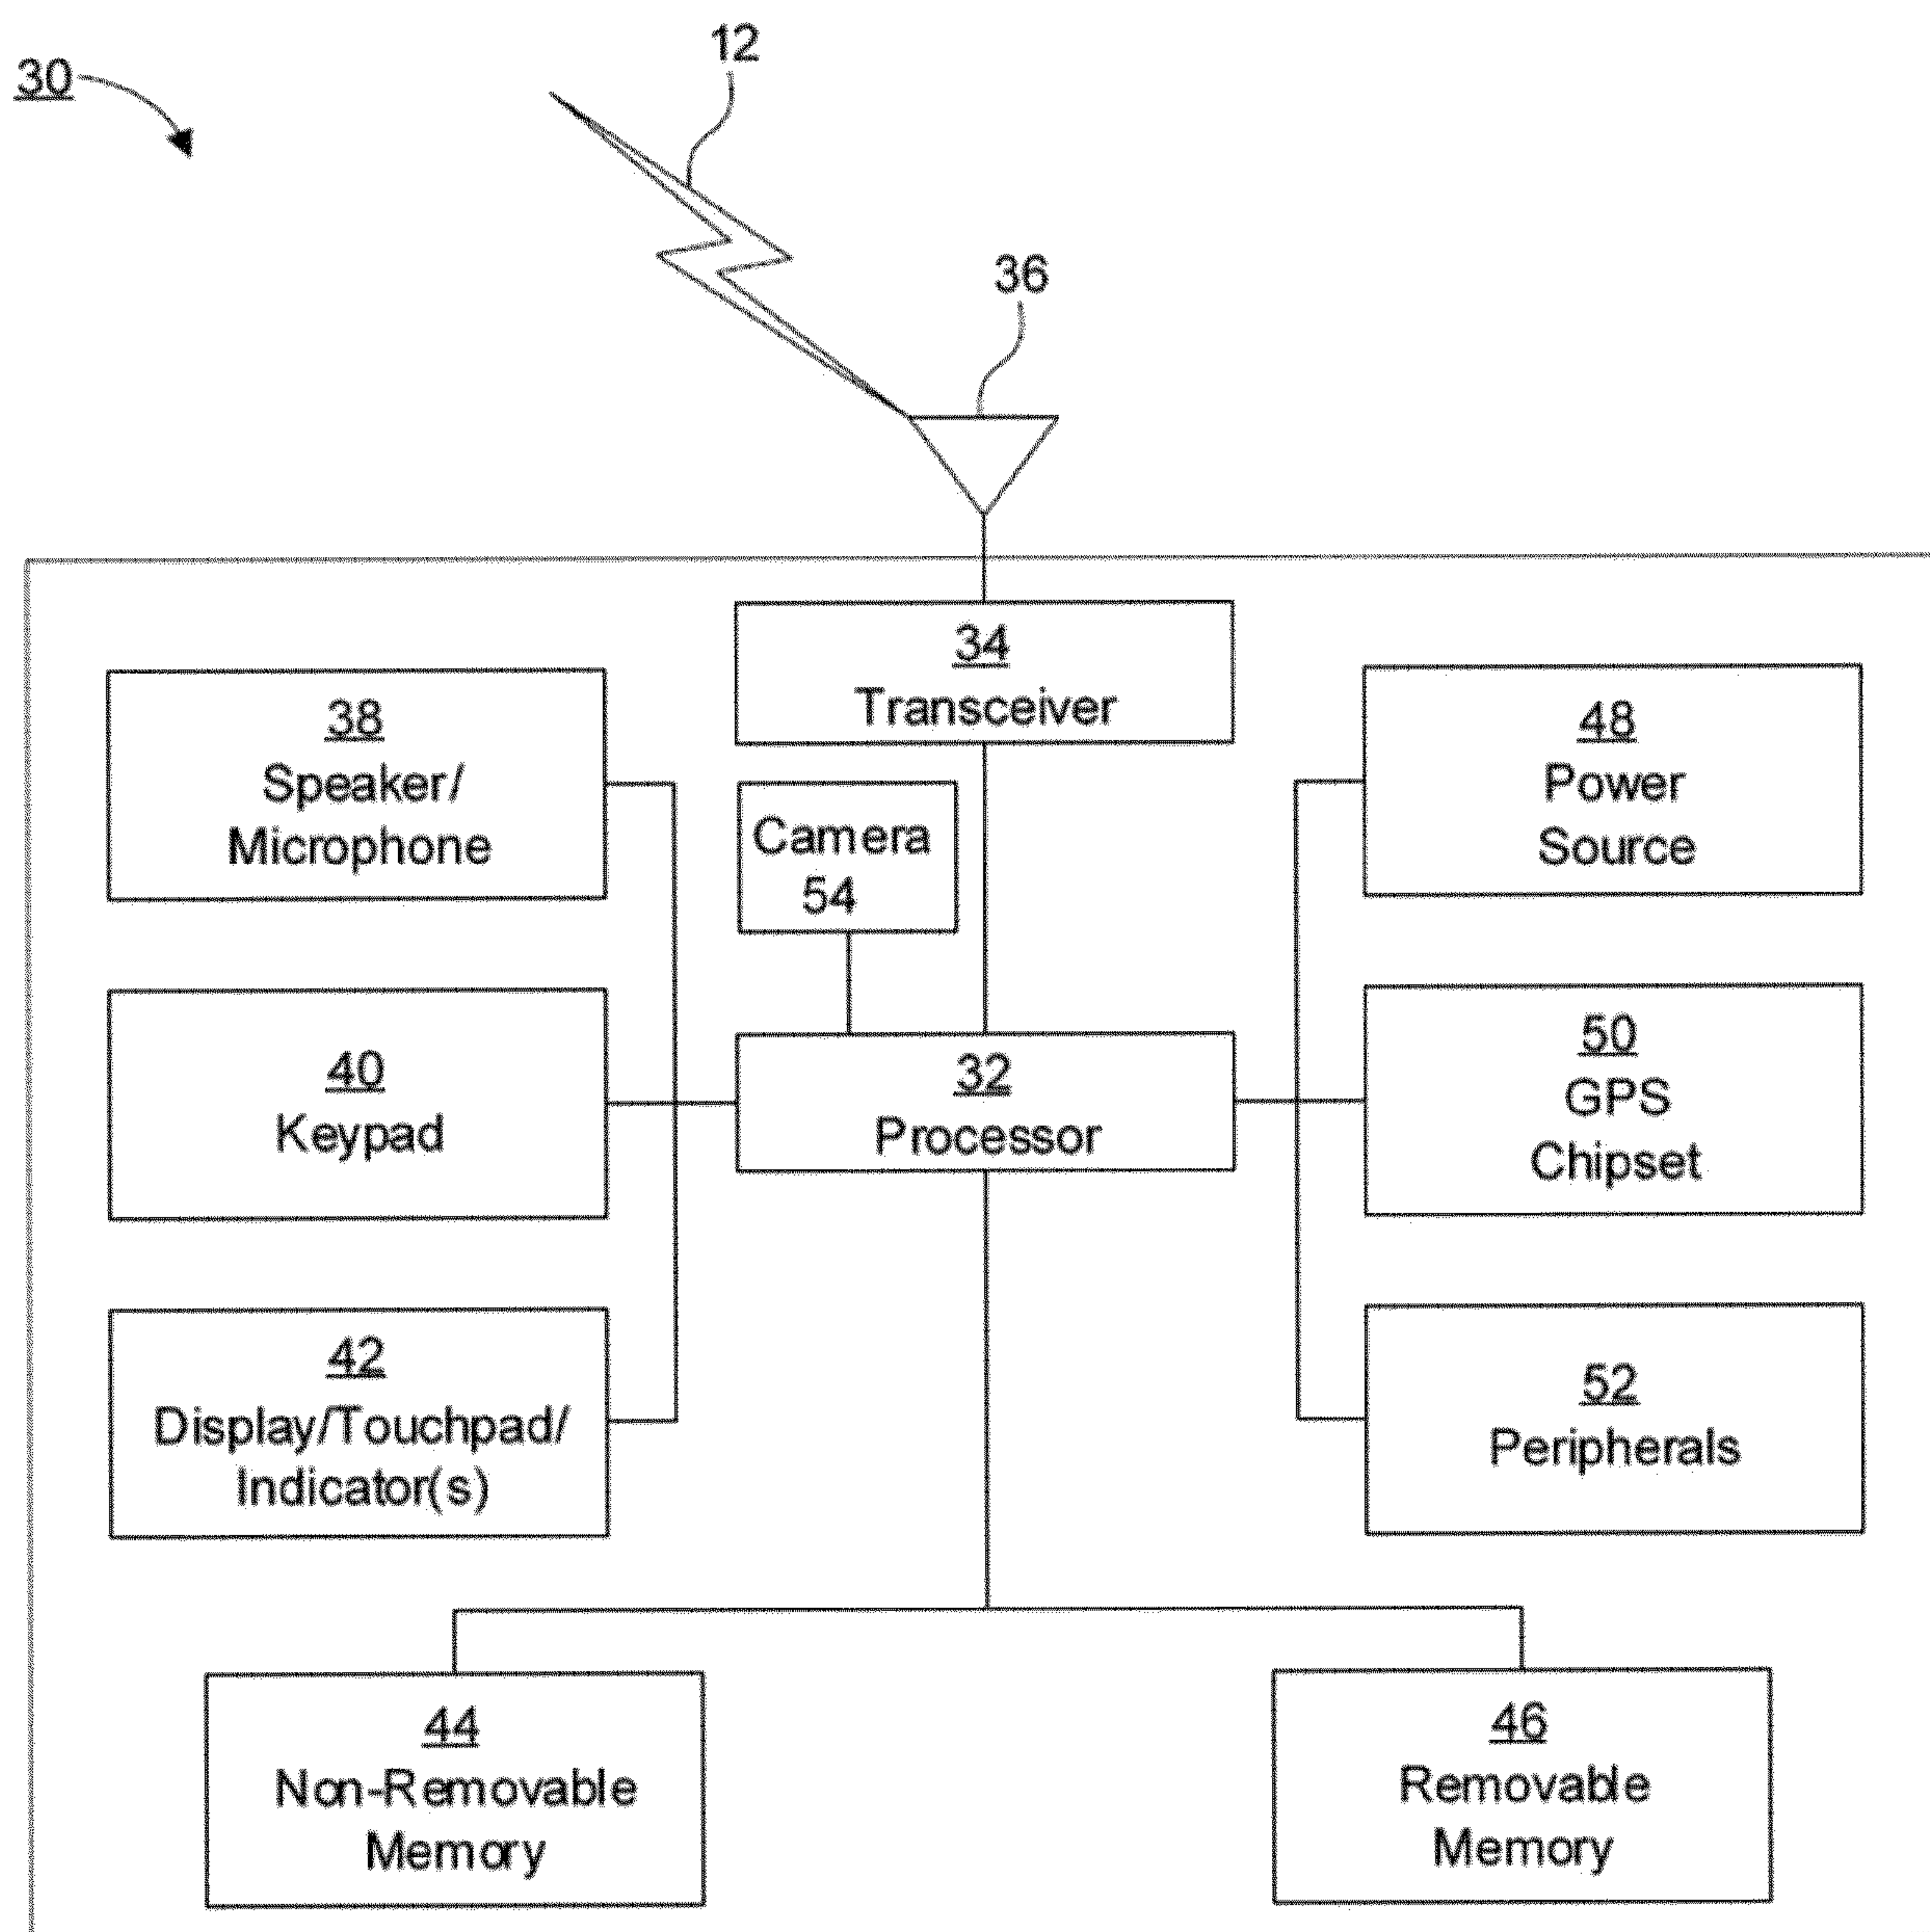 30
12
36
34
Transceiver
38
Speaker/
Microphone
48
Power
Source
Camera
54
40
Keypad
32
Processor
50
GPS
Chipset
42
Display/Touchpad/
Indicator(s)
52
Peripherals
44
Non-Removable
Memory
46
Removable
Memory